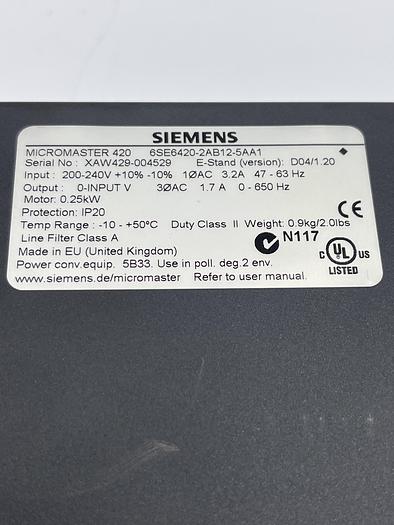 SIEMENS
MICROMASTER 420 6SE6420-2AB12-5AA1
Serial No : XAW429-004529 E-Stand (version): D04/1.20
Input : 200-240V +10% -10% 1ØAC 3.2A 47 - 63 Hz
Output : 0-INPUT V 3ØAC 1.7 A 0 - 650 Hz
Motor: 0.25kW
Protection: IP20
Temp Range : -10 - +50°C Duty Class II Weight: 0.9kg/2.0lbs
Line Filter Class A
Made in EU (United Kingdom)
Power conv.equip. 5B33. Use in poll. deg.2 env.
www.siemens.de/micromaster Refer to user manual.
CE
N117
C UL US
LISTED